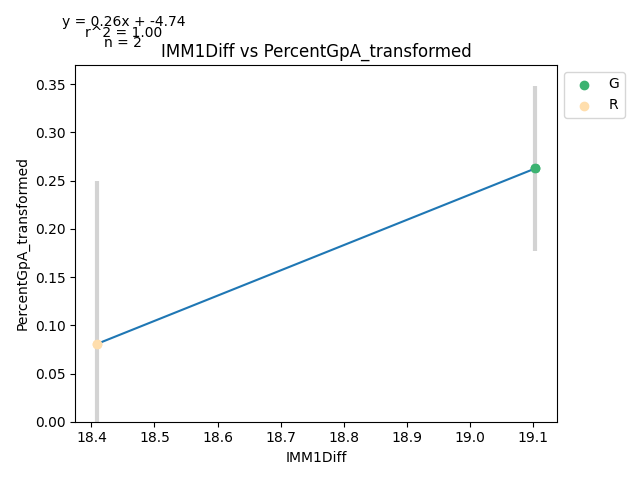 y = 0.26x + -4.74
r^2 = 1.00
n = 2
IMM1Diff vs PercentGpA_transformed
G
R
PercentGpA_transformed
0.35
0.30
0.25
0.20
0.15
0.10
0.05
0.00
18.4 18.5 18.6 18.7 18.8 18.9 19.0 19.1
IMM1Diff